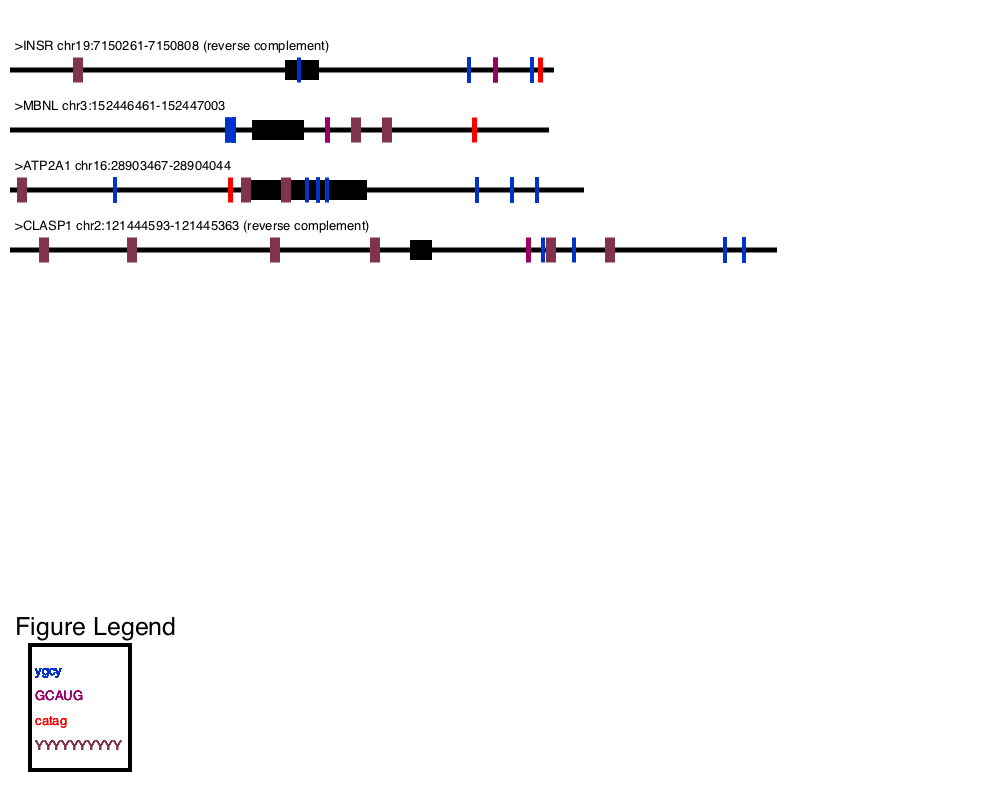 >INSR chr19:7150261-7150808 (reverse complement)
>MBNL chr3:152446461-152447003
>ATP2A1 chr16:28903467-28904044
>CLASP1 chr2:121444593-121445363 (reverse complement)
Figure Legend
ygcy
GCAUG
catag
YYYYYYYYYY